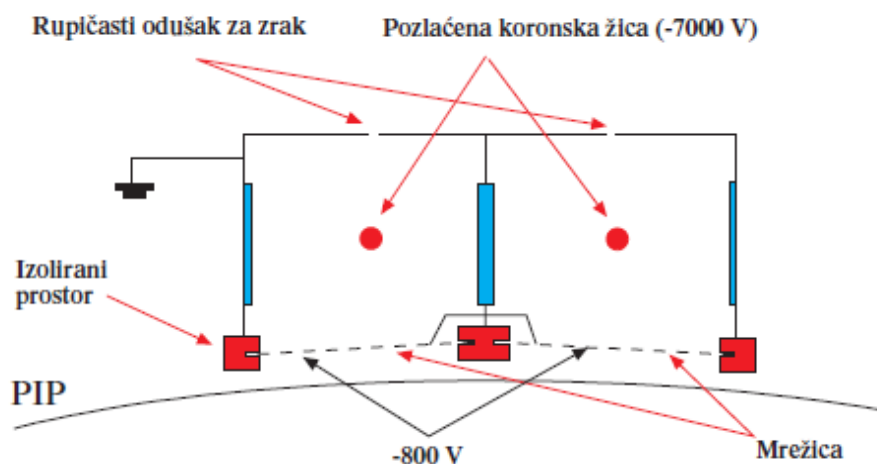 Rupičasti odušak za zrak
Pozlaćena koronska žica (-7000 V)
Izolirani
prostor
PIP
-800 V
Mrežica